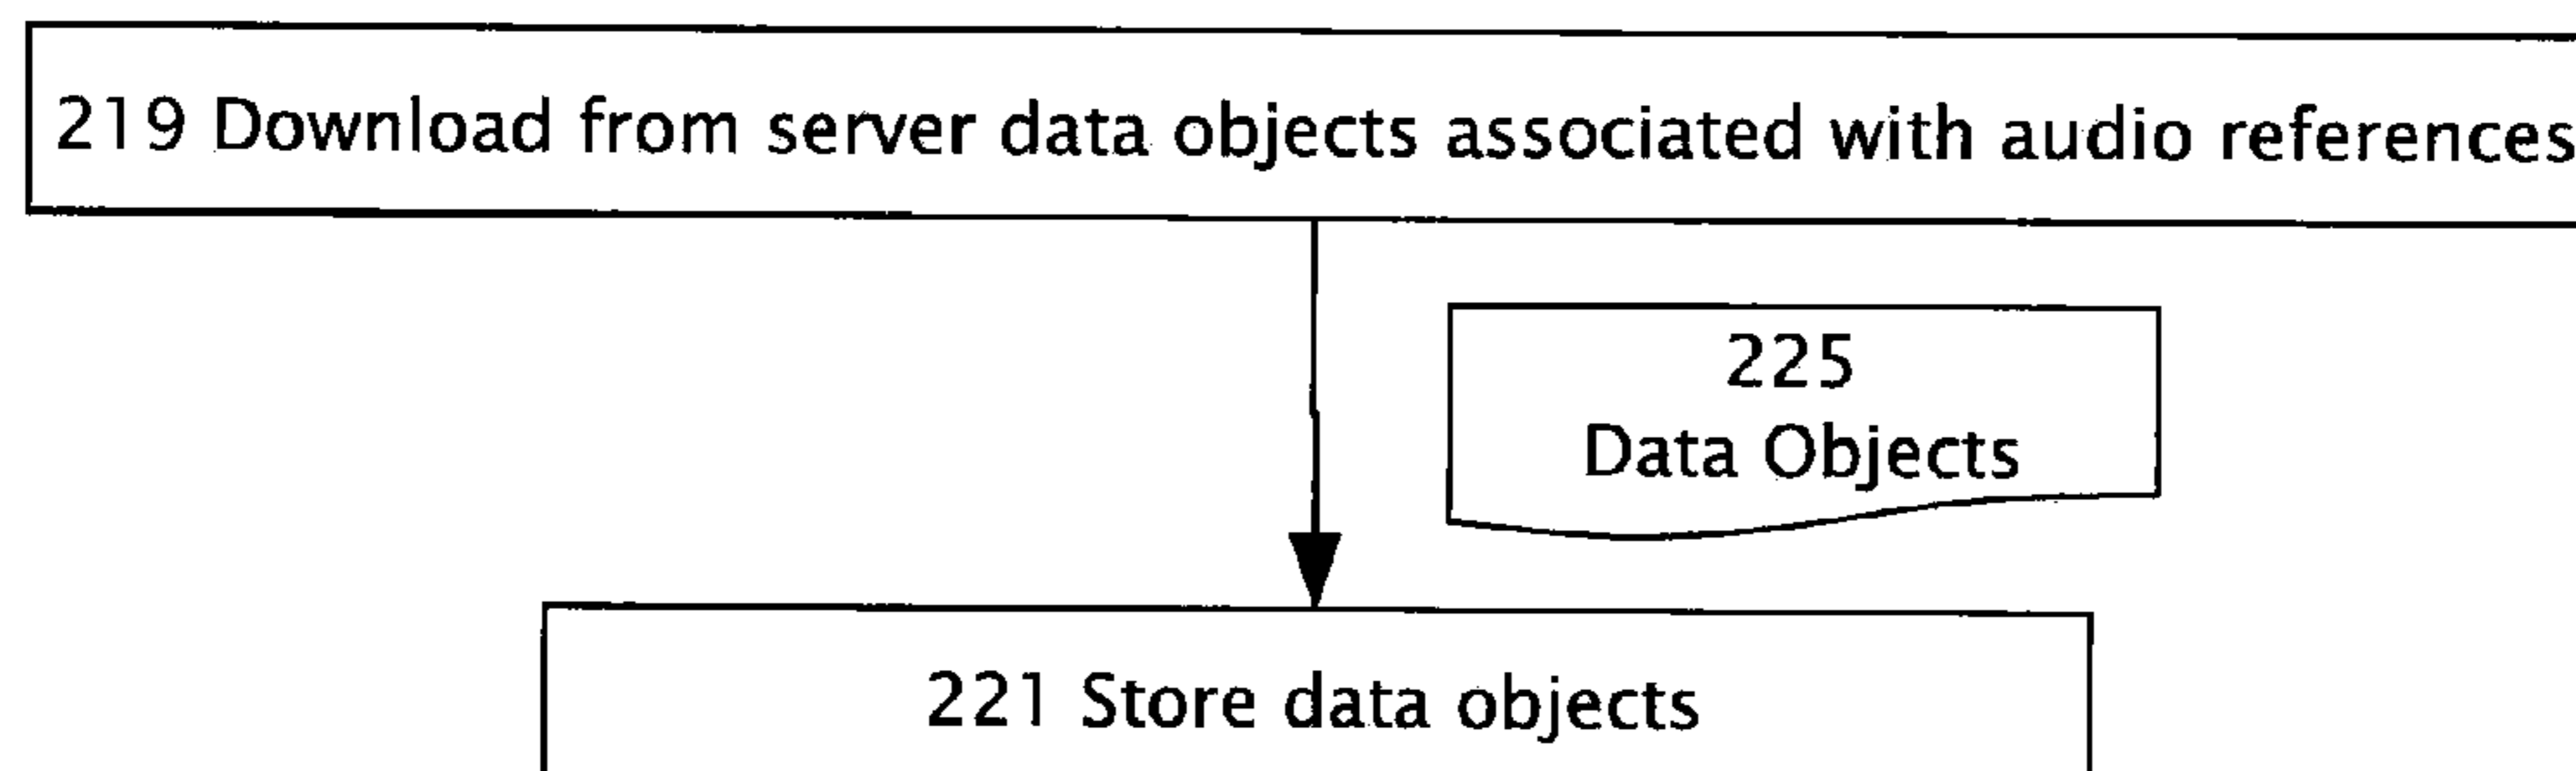 219 Download from server data objects associated with audio references
225
Data Objects
221 Store data objects